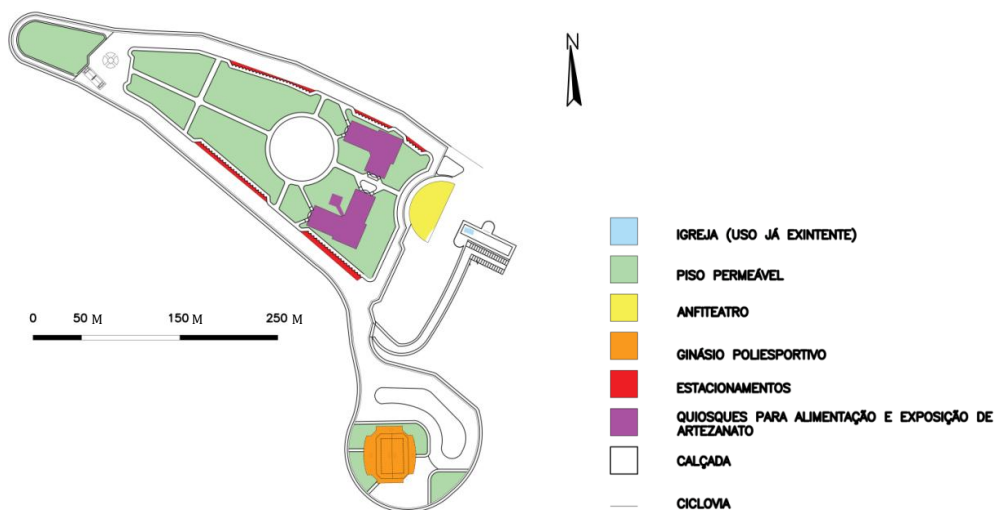 N
IGREJA (USO JÁ EXINTENTE)
PISO PERMEÁVEL
ANFITEATRO
0 50 M 150 M 250 M
GINÁSIO POLIESPORTIVO
ESTACIONAMENTOS
QUIOSQUES PARA ALIMENTAÇÃO E EXPOSIÇÃO DE
ARTEZANATO
CALÇADA
CICLOVIA